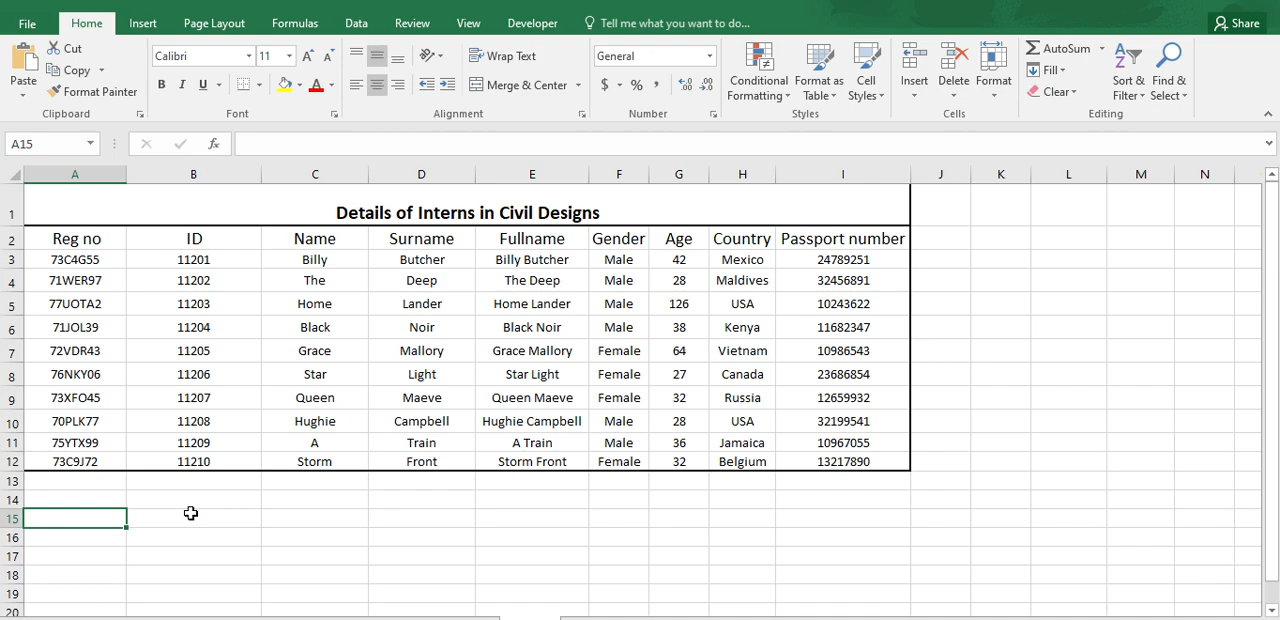 File Home Insert Page Layout Formulas Data Review View Developer Tell me what you want to do... Share
Paste Cut Copy Format Painter Clipboard
Calibri 11 A A B I U A Font
Wrap Text Merge & Center Alignment
General $ % , Number
Conditional Formatting Format as Table Cell Styles Styles
Insert Delete Format Cells
AutoSum Fill Clear Sort & Filter Find & Select Editing
A15 fx
A B C D E F G H I J K L M N
1 Details of Interns in Civil Designs
2 Reg no ID Name Surname Fullname Gender Age Country Passport number
3 73C4G55 11201 Billy Butcher Billy Butcher Male 42 Mexico 24789251
4 71WER97 11202 The Deep The Deep Male 28 Maldives 32456891
5 77UOTA2 11203 Home Lander Home Lander Male 126 USA 10243622
6 71JOL39 11204 Black Noir Black Noir Male 38 Kenya 11682347
7 72VDR43 11205 Grace Mallory Grace Mallory Female 64 Vietnam 10986543
8 76NKY06 11206 Star Light Star Light Female 27 Canada 23686854
9 73XFO45 11207 Queen Maeve Queen Maeve Female 32 Russia 12659932
10 70PLK77 11208 Hughie Campbell Hughie Campbell Male 28 USA 32199541
11 75YTX99 11209 A Train A Train Male 36 Jamaica 10967055
12 73C9J72 11210 Storm Front Storm Front Female 32 Belgium 13217890
13
14
15
16
17
18
19
20